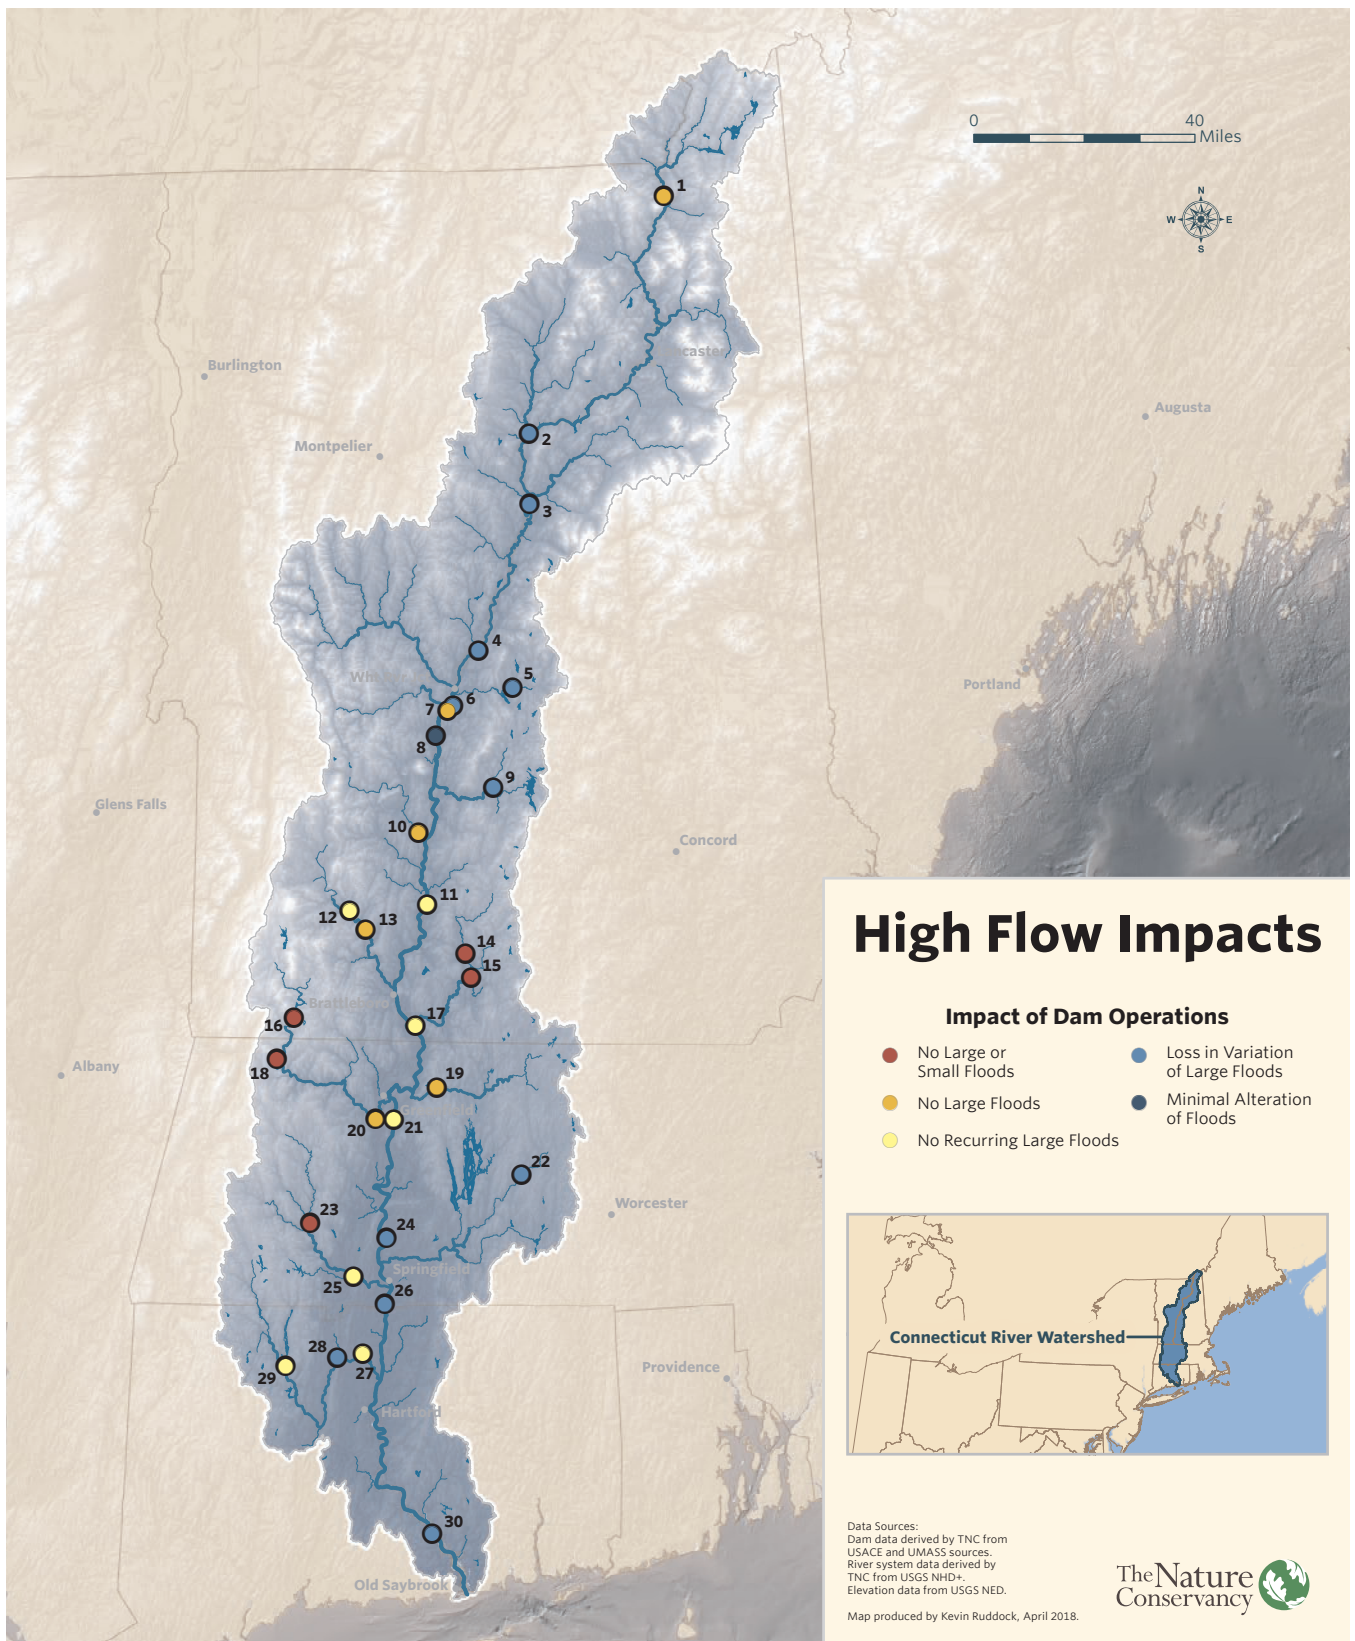 0 40
Miles
N
W E
S
1
Burlington
Augusta
2
Montpelier
3
4
5
Portland
6
7
8
9
Glens Falls
10
Concord
11
12
13
14
15
Brattleboro
16
17
18
Albany
19
20
21
22
Worcester
23
24
Springfield
25
26
28
27
29
Providence
Hartford
30
Old Saybrook
High Flow Impacts
Impact of Dam Operations
No Large or
Small Floods
No Large Floods
No Recurring Large Floods
Loss in Variation
of Large Floods
Minimal Alteration
of Floods
Connecticut River Watershed
Data Sources:
Dam data derived by TNC from
USACE and UMASS sources.
River system data derived by
TNC from USGS NHD+.
Elevation data from USGS NED.
Map produced by Kevin Ruddock, April 2018.
The Nature
Conservancy